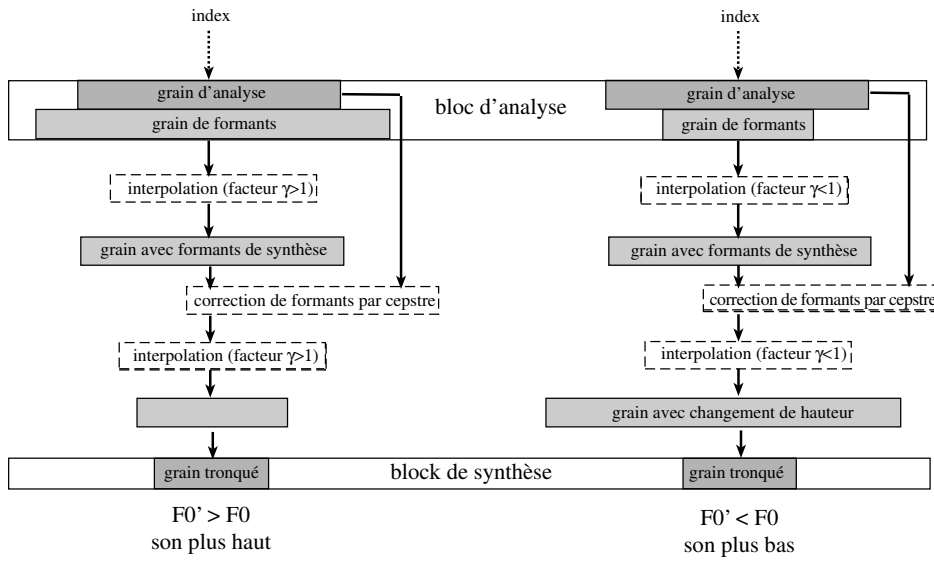 index
index
grain d'analyse
bloc d'analyse
grain d'analyse
grain de formants
grain de formants
interpolation (facteur γ>1)
interpolation (facteur γ<1)
grain avec formants de synthèse
grain avec formants de synthèse
correction de formants par cepstre
correction de formants par cepstre
interpolation (facteur γ>1)
interpolation (facteur γ<1)
grain avec changement de hauteur
grain tronqué
block de synthèse
grain tronqué
F0' > F0
son plus haut
F0' < F0
son plus bas